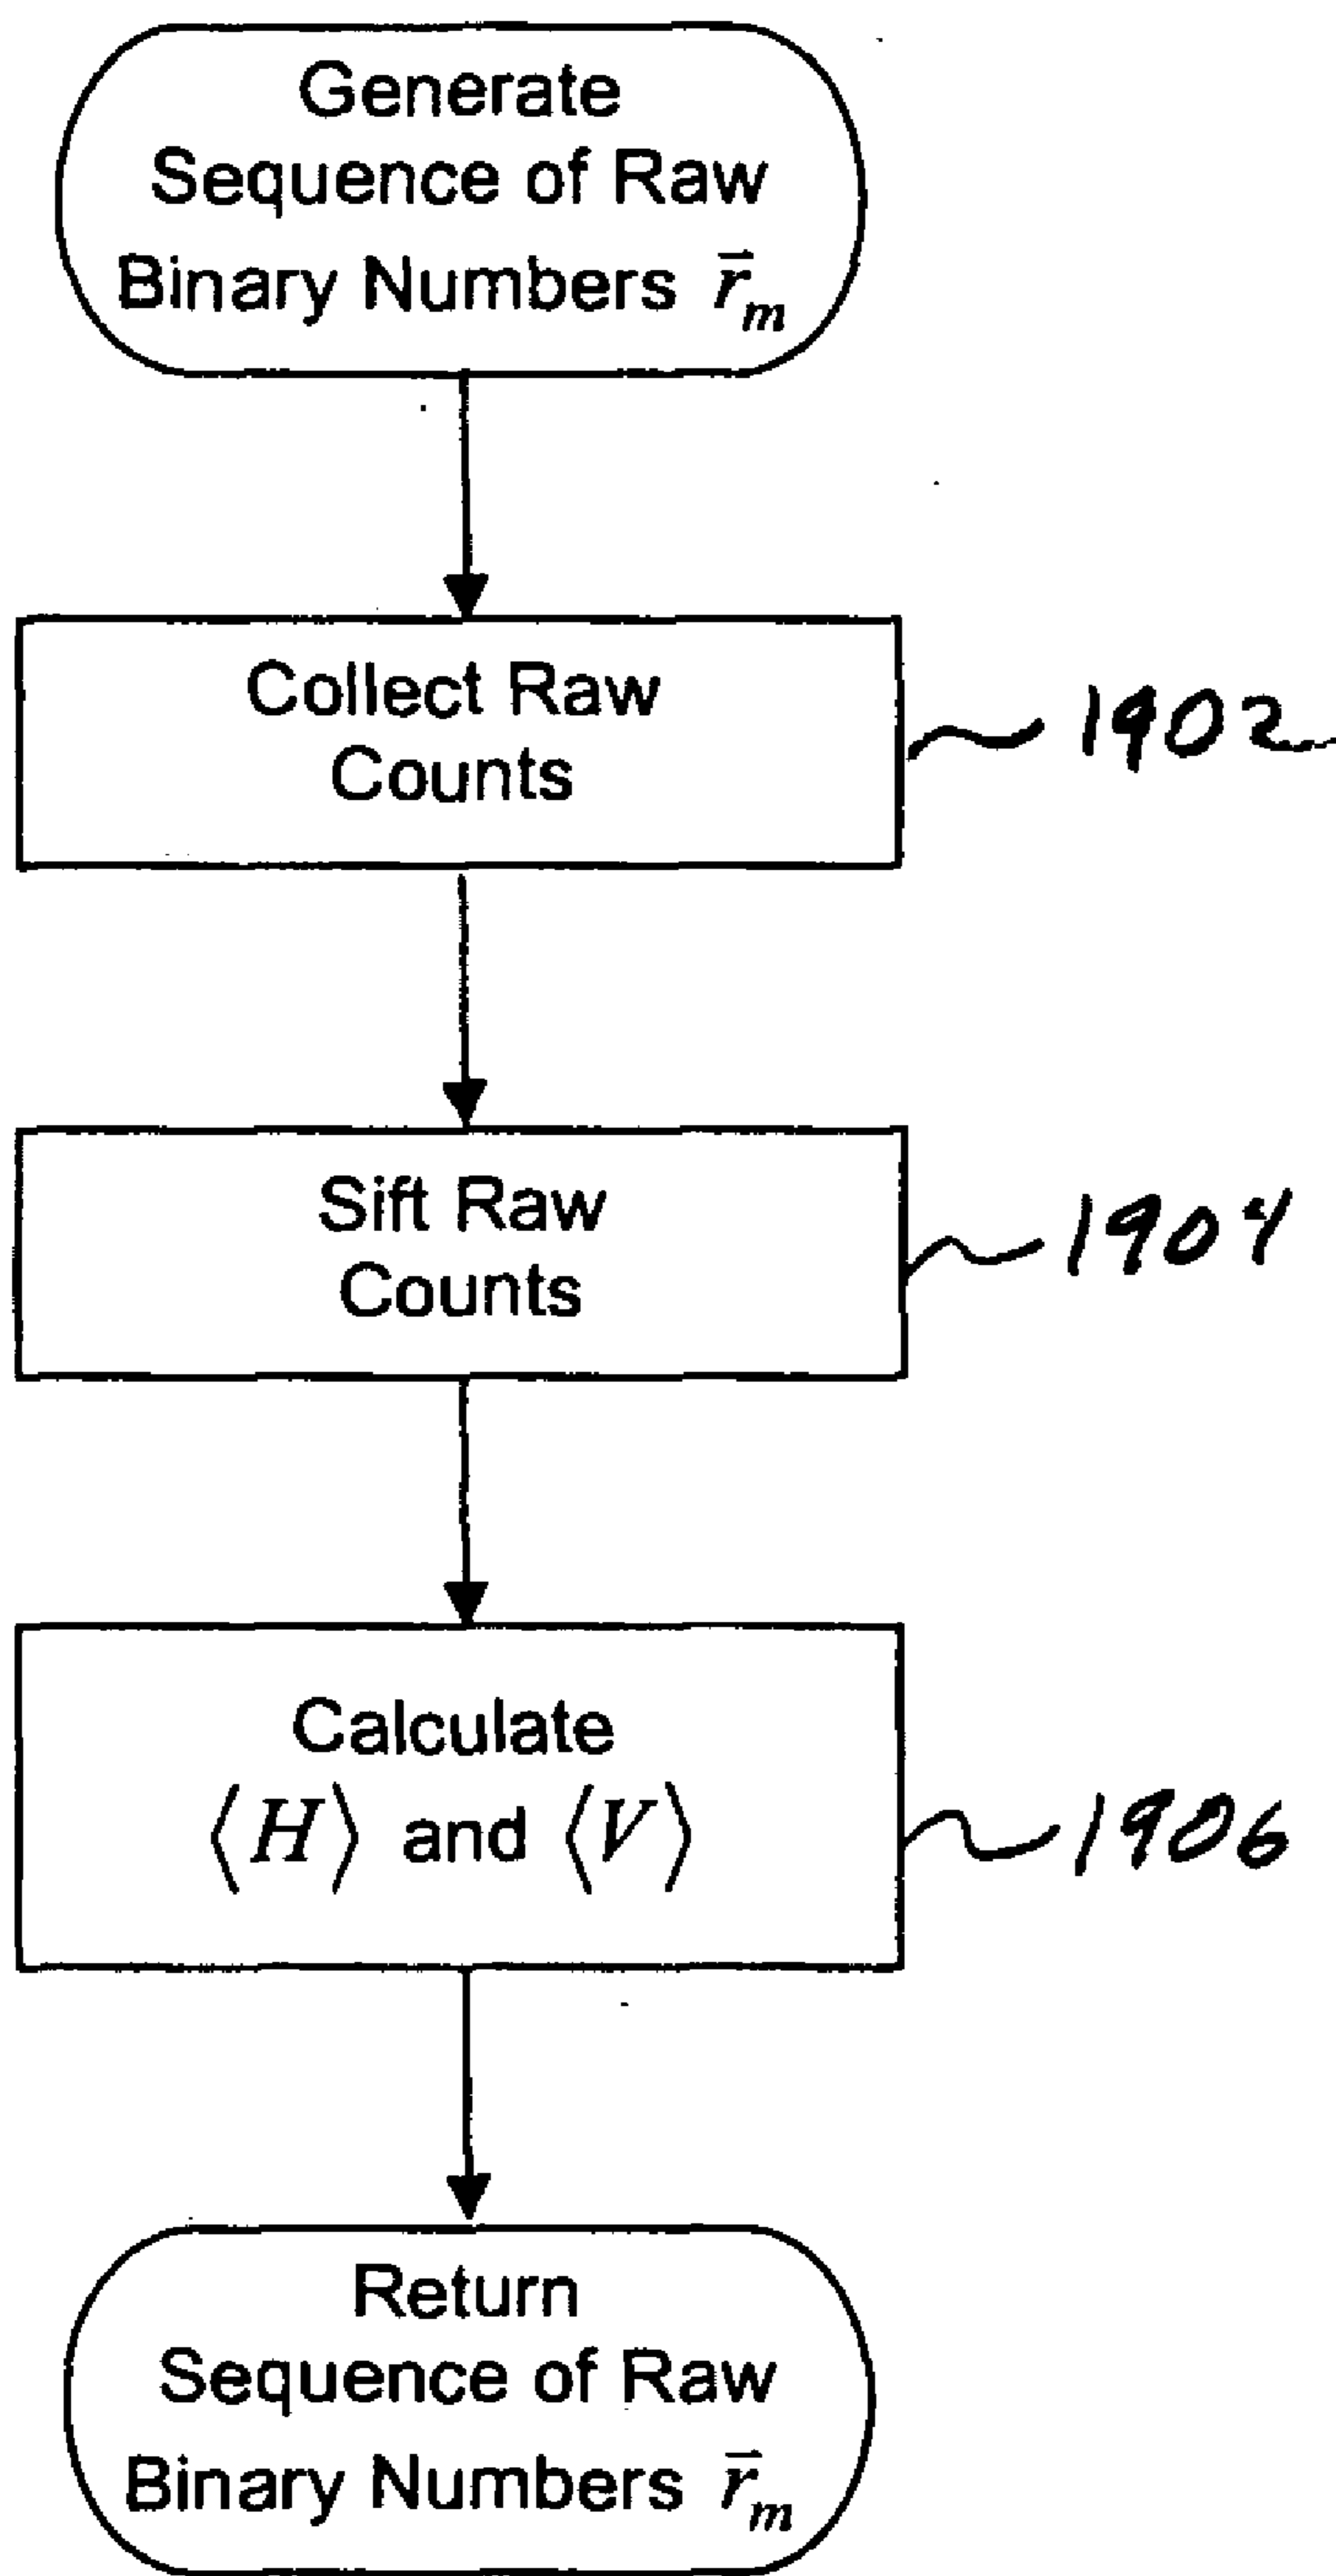 Generate
Sequence of Raw
Binary Numbers r̄ₘ
Collect Raw
Counts
1902
Sift Raw
Counts
1904
Calculate
⟨H⟩ and ⟨V⟩
1906
Return
Sequence of Raw
Binary Numbers r̄ₘ